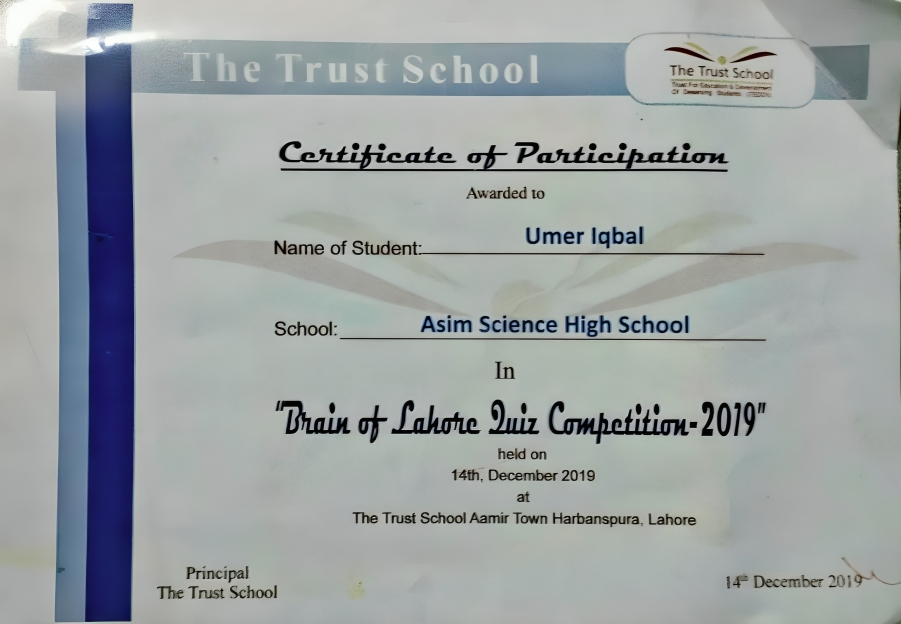 The Trust School
The Trust School
Trust For Education & Development
Of Deserving Students (TEDDS)
Certificate of Participation
Awarded to
Name of Student: Umer Iqbal
School: Asim Science High School
In
"Brain of Lahore Quiz Competition-2019"
held on
14th, December 2019
at
The Trust School Aamir Town Harbanspura, Lahore
Principal
The Trust School
14th December 2019